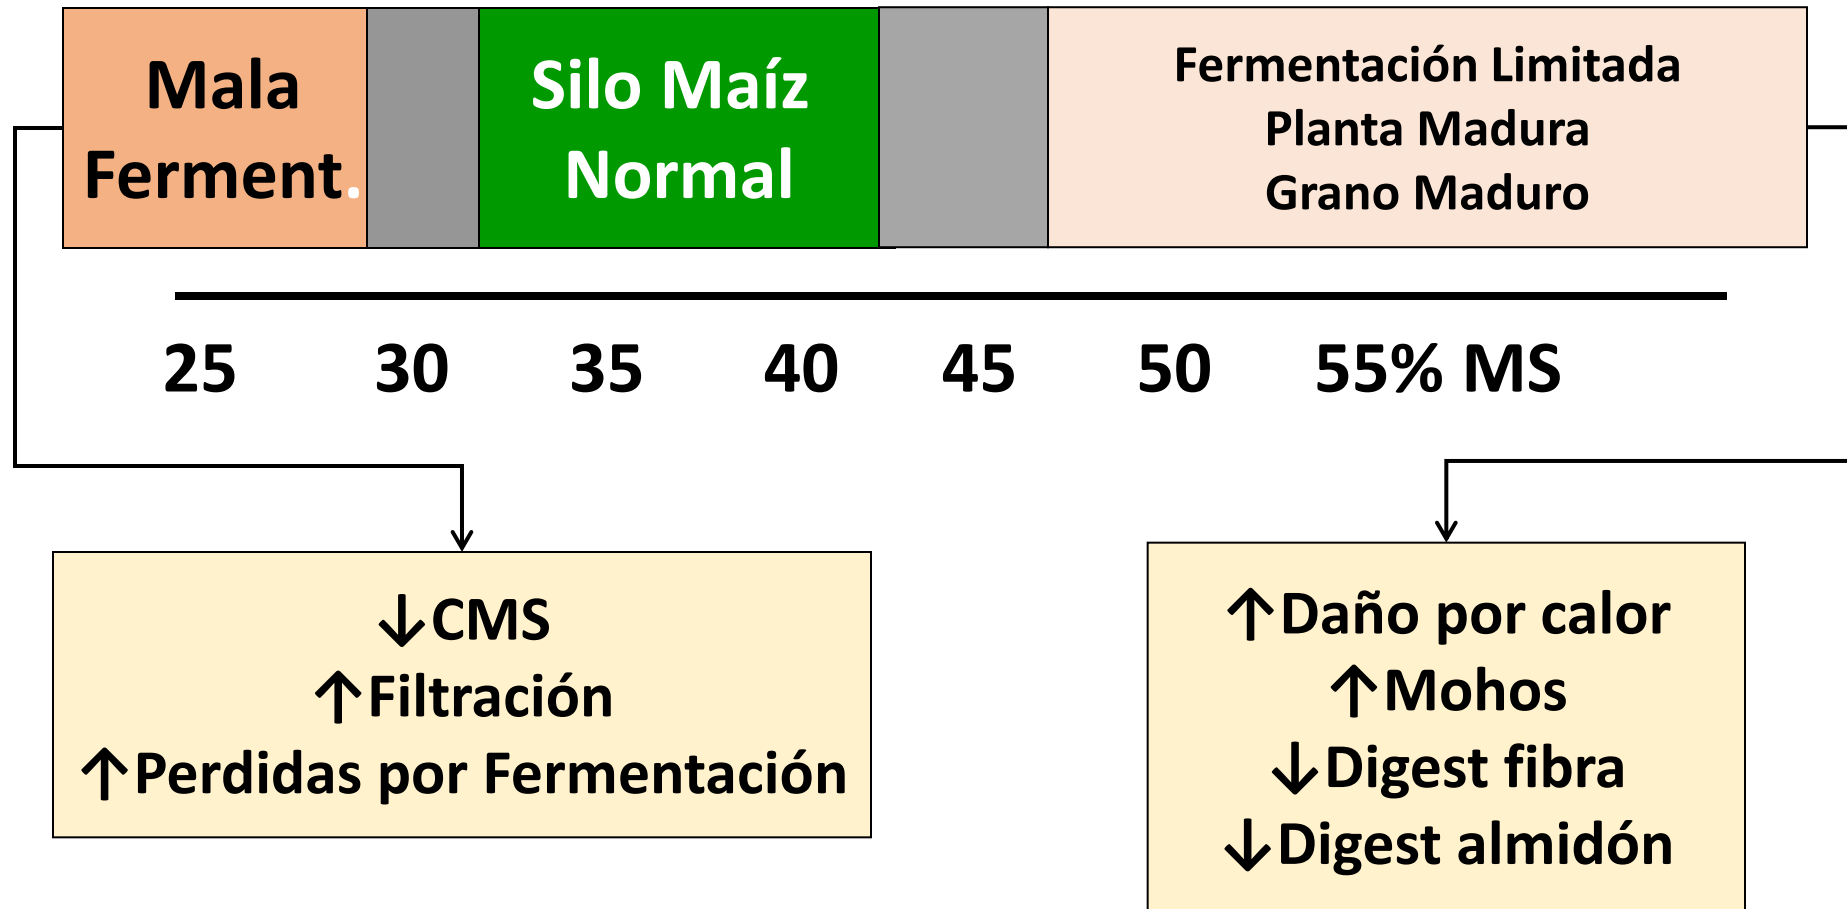 Mala
Ferment.
Silo Maíz
Normal
Fermentación Limitada
Planta Madura
Grano Maduro
25 30 35 40 45 50 55% MS
↓CMS
↑Filtración
↑Perdidas por Fermentación
↑Daño por calor
↑Mohos
↓Digest fibra
↓Digest almidón